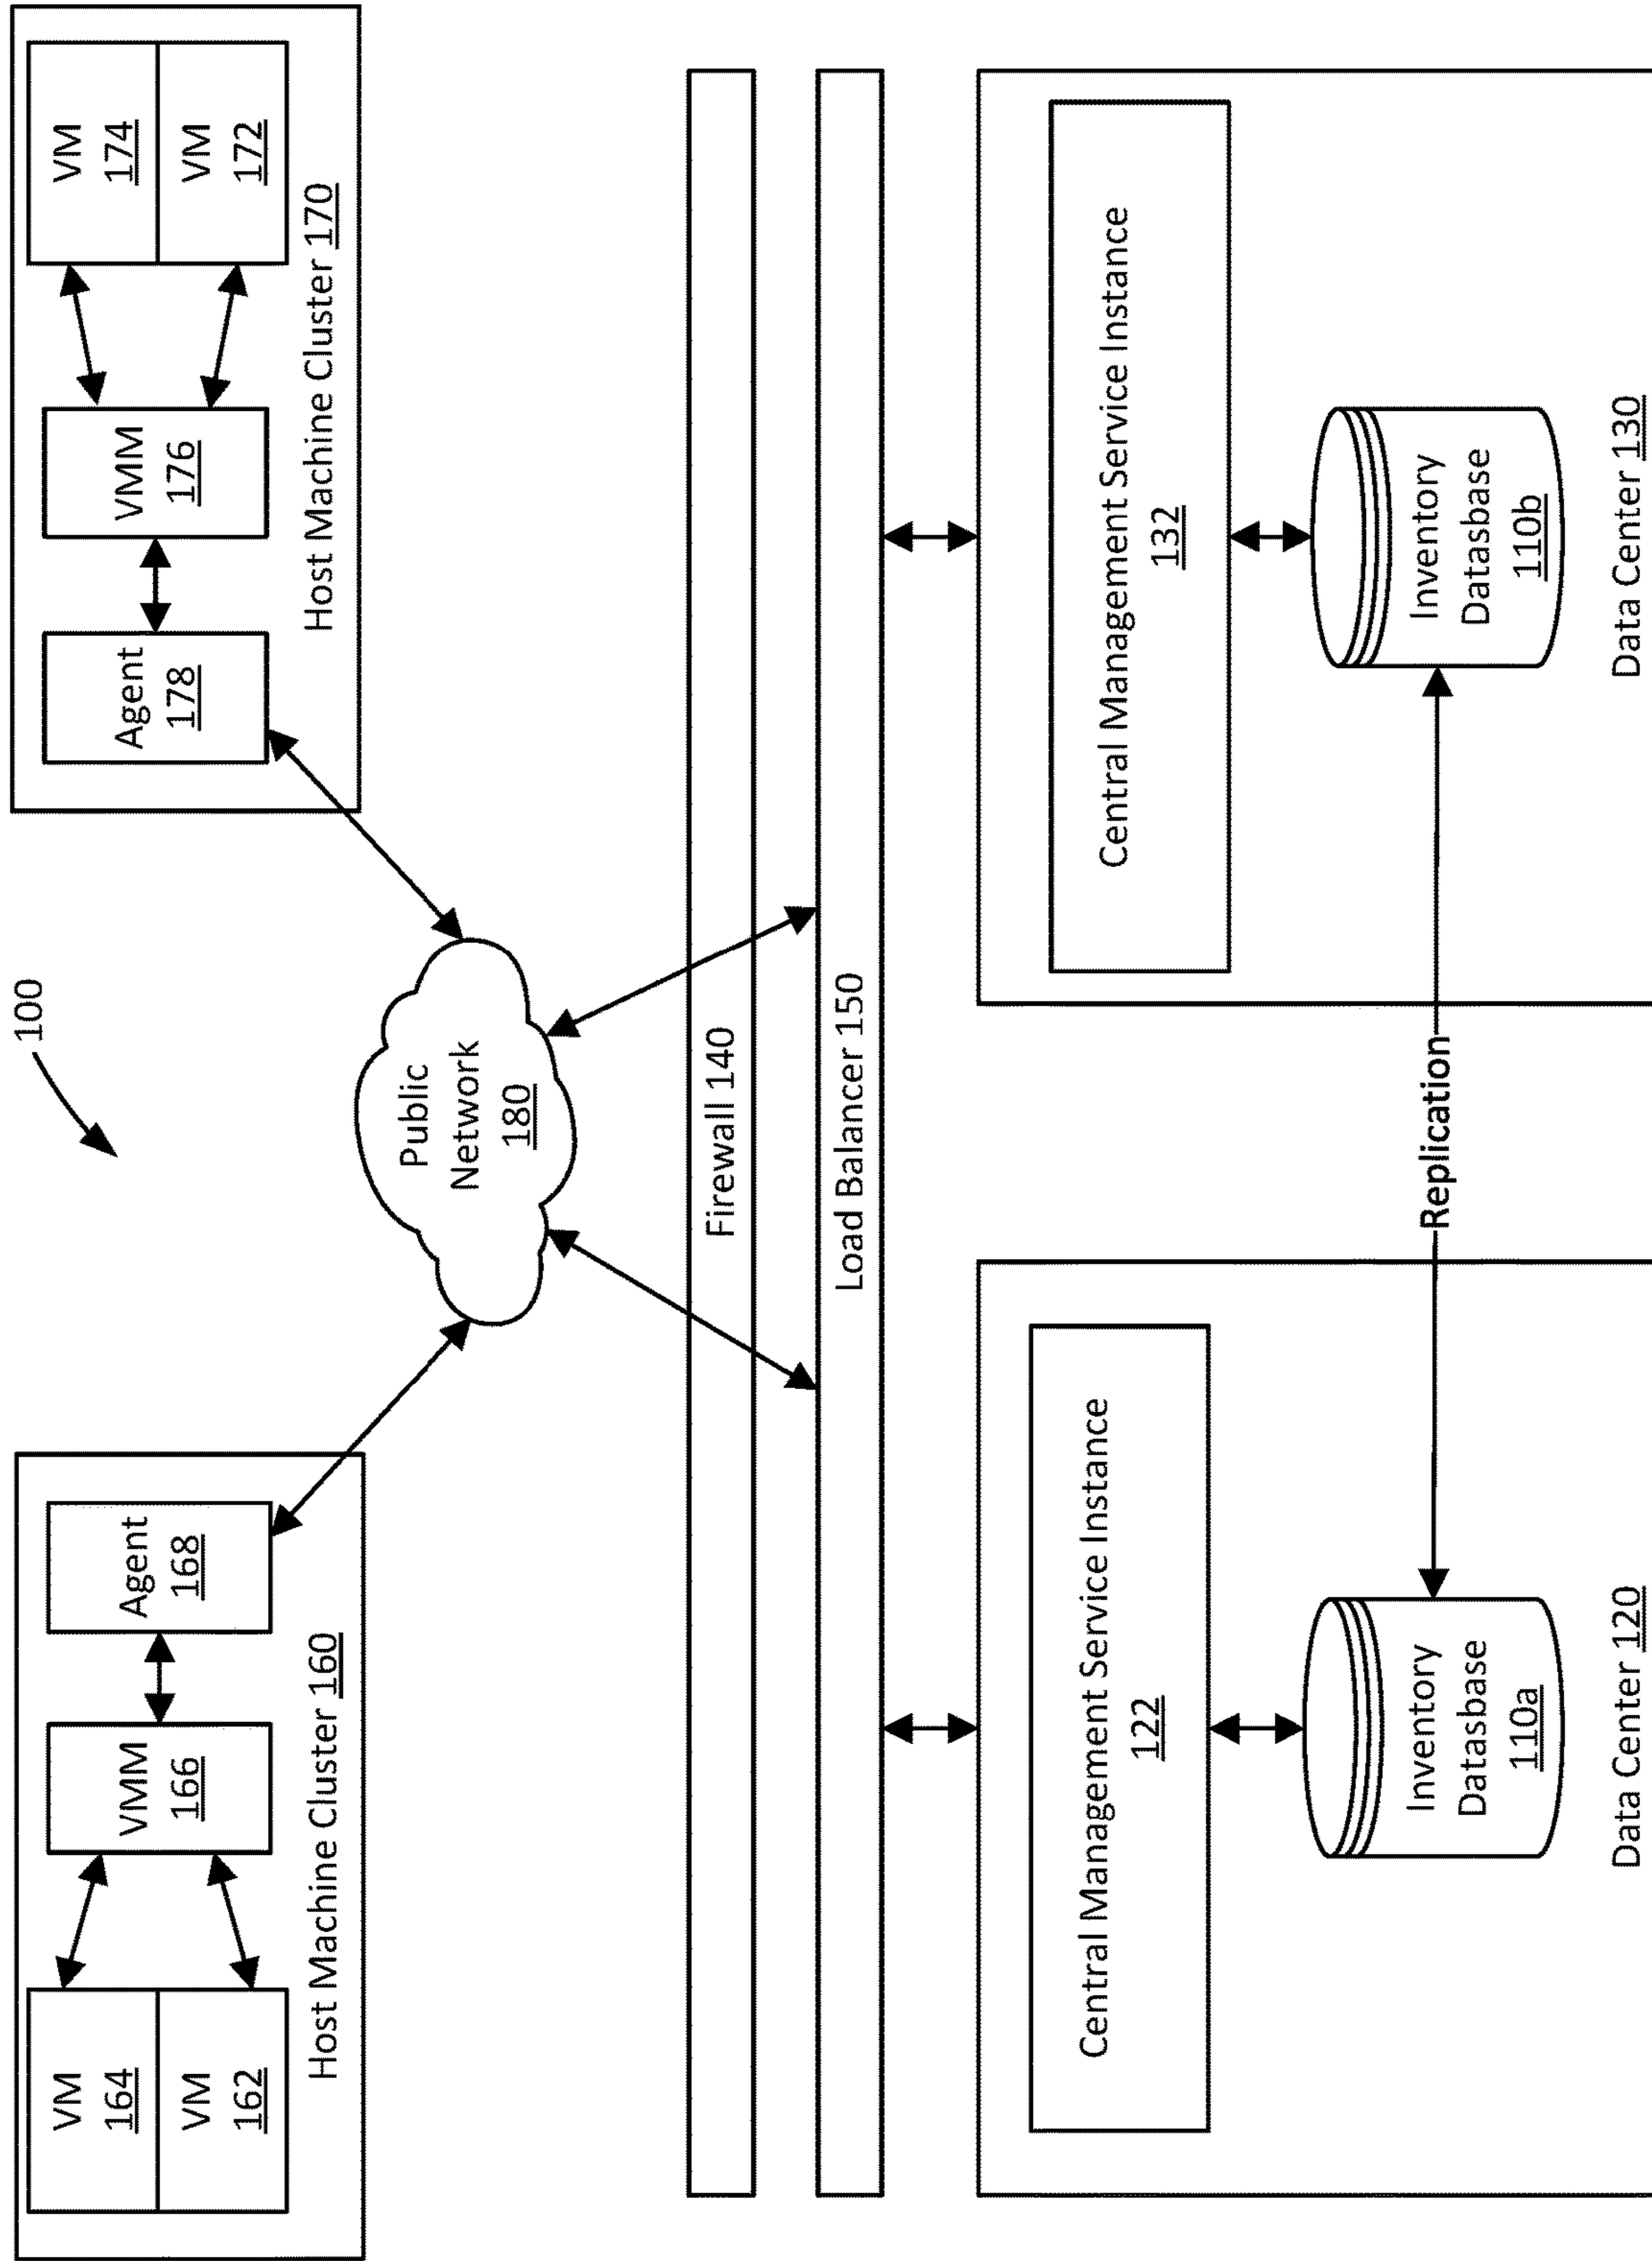 100
VM
164
VM
162
VMM
166
Agent
168
Host Machine Cluster 160
Agent
178
VMM
176
VM
174
VM
172
Host Machine Cluster 170
Public
Network
180
Firewall 140
Load Balancer 150
Central Management Service Instance
122
Inventory
Datasbase
110a
Data Center 120
Replication
Central Management Service Instance
132
Inventory
Datasbase
110b
Data Center 130